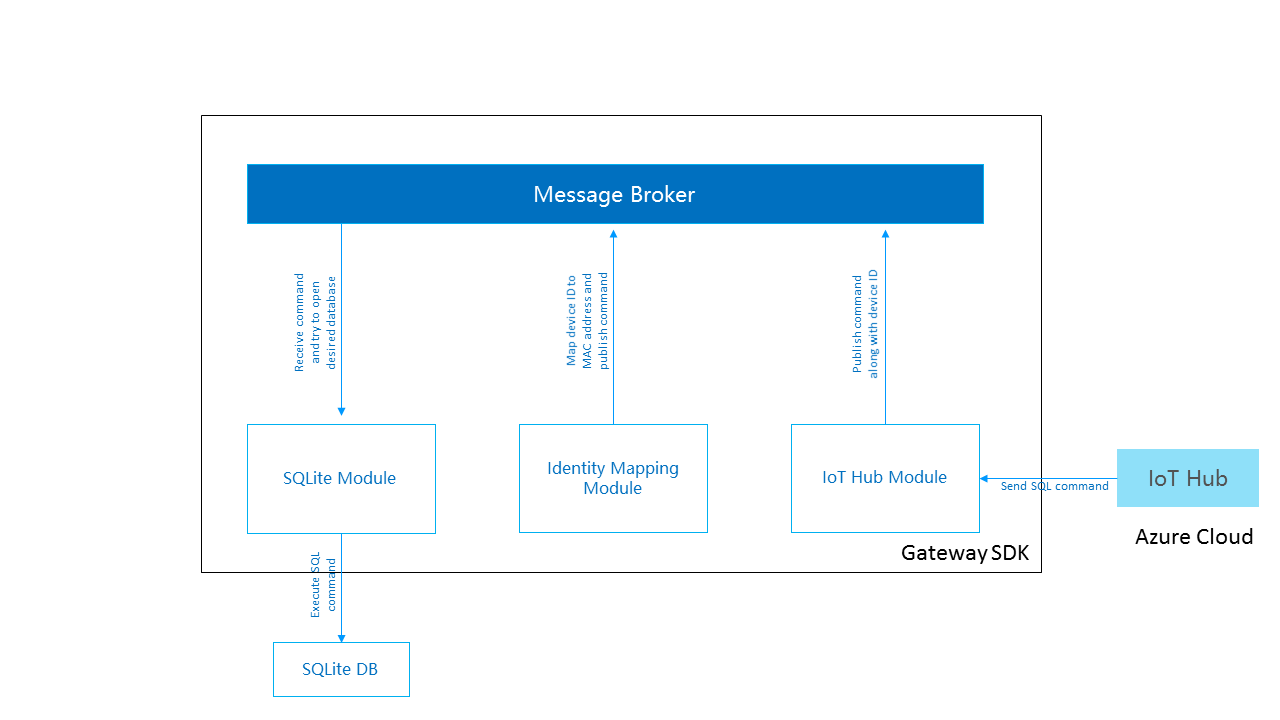 Message Broker
Receive command
and try to open
desired database
Map device ID to
MAC address and
publish command
Publish command
along with device ID
SQLite Module
Identity Mapping
Module
IoT Hub Module
Send SQL command
IoT Hub
Azure Cloud
Gateway SDK
Execute SQL
command
SQLite DB